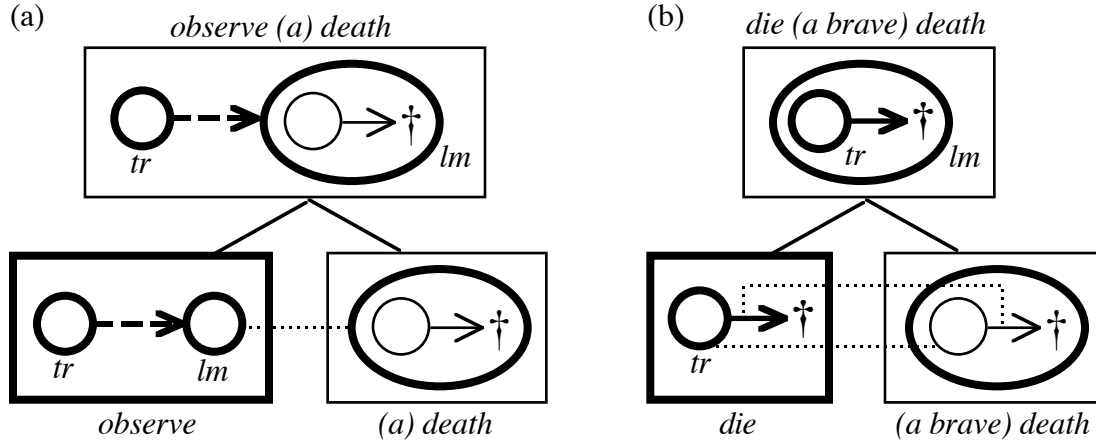 (a)
observe (a) death
tr
lm
tr
lm
observe
(a) death
(b)
die (a brave) death
tr
lm
tr
die
(a brave) death